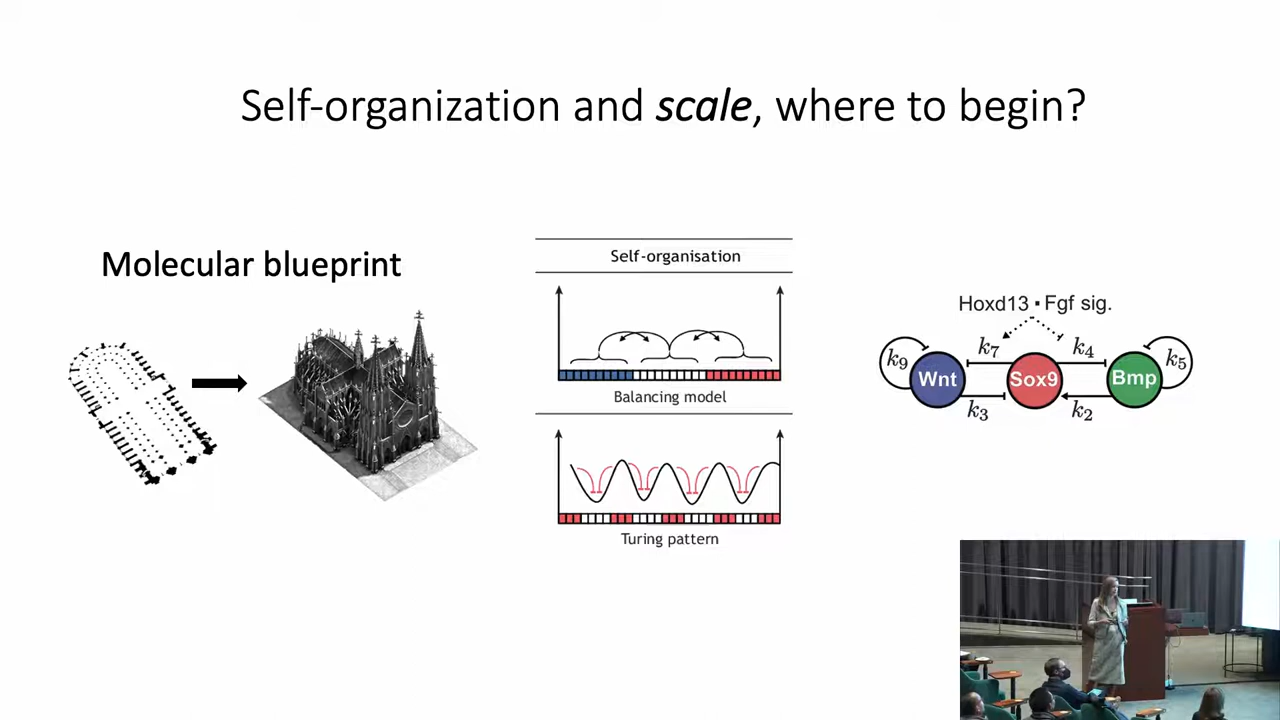 Self-organization and scale, where to begin?
Molecular blueprint
Self-organisation
Balancing model
Turing pattern
Hoxd13 ▪ Fgf sig.
k9 k7 k4 k5
Wnt Sox9 Bmp
k3 k2